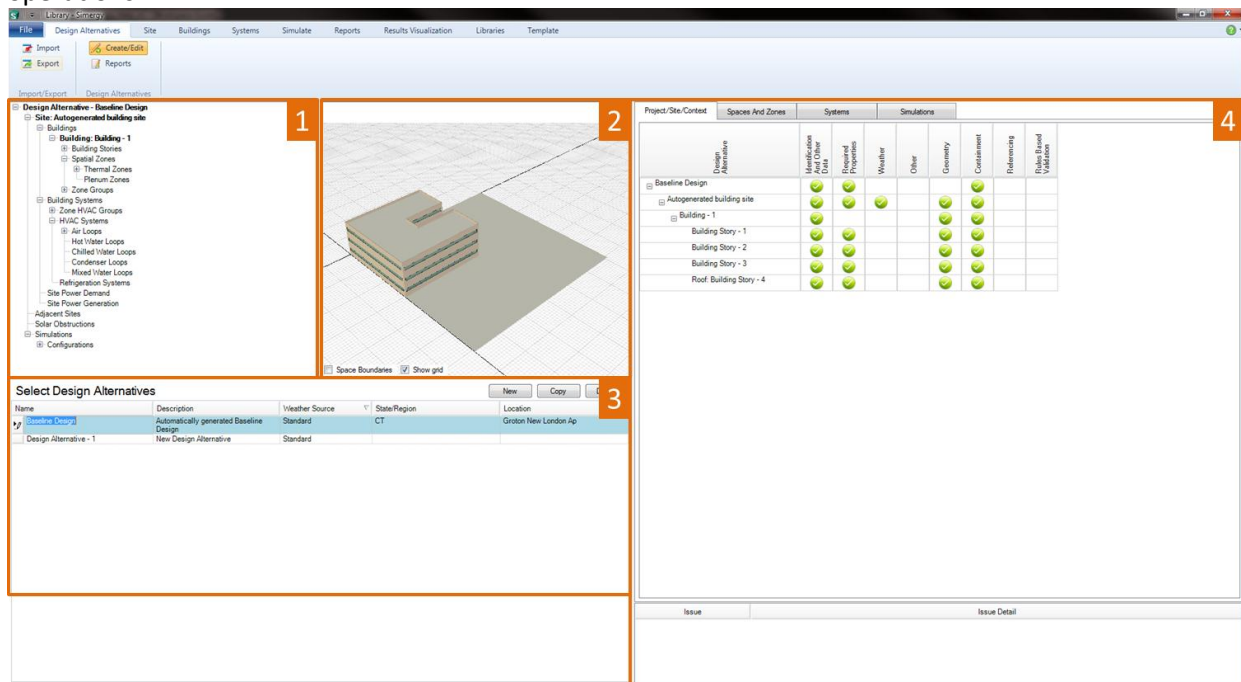 Library - Simergy
File Design Alternatives Site Buildings Systems Simulate Reports Results Visualization Libraries Template
Import Create/Edit
Export Reports
Import/Export Design Alternatives
1
Design Alternative - Baseline Design
Site: Autogenerated building site
Buildings
Building: Building - 1
Building Stories
Spatial Zones
Thermal Zones
Plenum Zones
Zone Groups
Building Systems
Zone HVAC Groups
HVAC Systems
Air Loops
Hot Water Loops
Chilled Water Loops
Condenser Loops
Mixed Water Loops
Refrigeration Systems
Site Power Demand
Site Power Generation
Adjacent Sites
Solar Obstructions
Simulations
Configurations
2
Space Boundaries Show grid
3
Select Design Alternatives New Copy D
Name Description Weather Source State/Region Location
Baseline Design Automatically generated Baseline Standard CT Groton New London Ap
Design
Design Alternative - 1 New Design Alternative Standard
4
Project/Site/Context Spaces And Zones Systems Simulations
Design
Alternative
Identification
And Other
Data
Required
Properties
Weather
Other
Geometry
Containment
Referencing
Rules Based
Validation
Baseline Design
Autogenerated building site
Building - 1
Building Story - 1
Building Story - 2
Building Story - 3
Roof: Building Story - 4
Issue Issue Detail